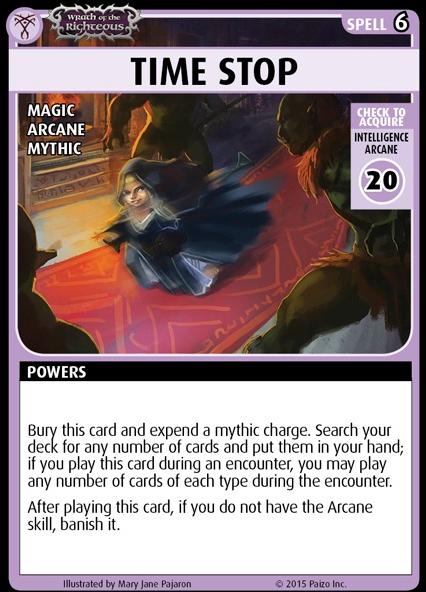 Wrath of the
Righteous
SPELL 6
TIME STOP
MAGIC
ARCANE
MYTHIC
CHECK TO
ACQUIRE
INTELLIGENCE
ARCANE
20
POWERS
Bury this card and expend a mythic charge. Search your
deck for any number of cards and put them in your hand;
if you play this card during an encounter, you may play
any number of cards of each type during the encounter.
After playing this card, if you do not have the Arcane
skill, banish it.
Illustrated by Mary Jane Pajaron
© 2015 Paizo Inc.